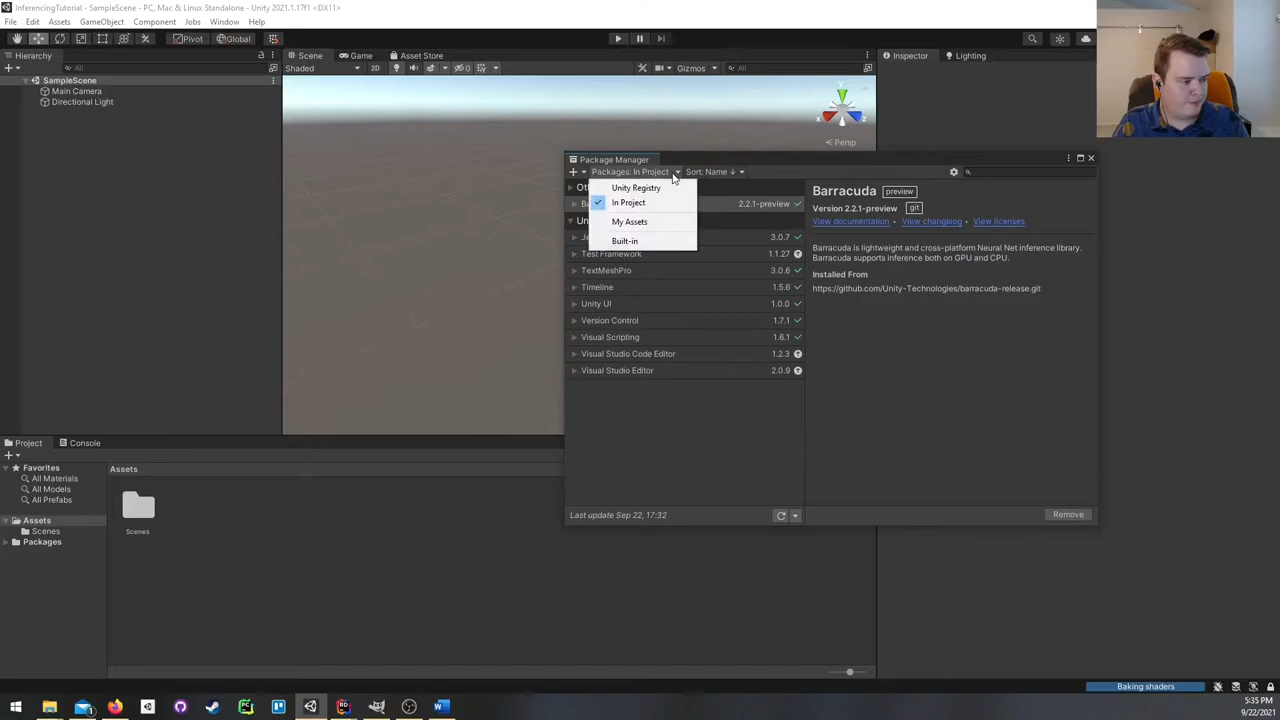 InferencingTutorial - SampleScene - PC, Mac & Linux Standalone - Unity 2021.1.17f1 <DX11>
File Edit Assets GameObject Component Jobs Window Help
Pivot Global
Hierarchy Scene Game Asset Store Inspector Lighting
All Shaded 2D 0 Gizmos All
SampleScene
Main Camera
Directional Light
y
x z
Persp
Package Manager
Packages: In Project Sort: Name ↓
Unity Registry
In Project
My Assets
Built-in
2.2.1-preview
3.0.7
Test Framework 1.1.27
TextMeshPro 3.0.6
Timeline 1.5.6
Unity UI 1.0.0
Version Control 1.7.1
Visual Scripting 1.6.1
Visual Studio Code Editor 1.2.3
Visual Studio Editor 2.0.9
Last update Sep 22, 17:32
Barracuda preview
Version 2.2.1-preview git
View documentation View changelog View licenses
Barracuda is lightweight and cross-platform Neural Net inference library.
Barracuda supports inference both on GPU and CPU.
Installed From
https://github.com/Unity-Technologies/barracuda-release.git
Remove
Project Console
Favorites
All Materials
All Models
All Prefabs
Assets
Scenes
Packages
Assets
Scenes
Baking shaders
5:35 PM
9/22/2021